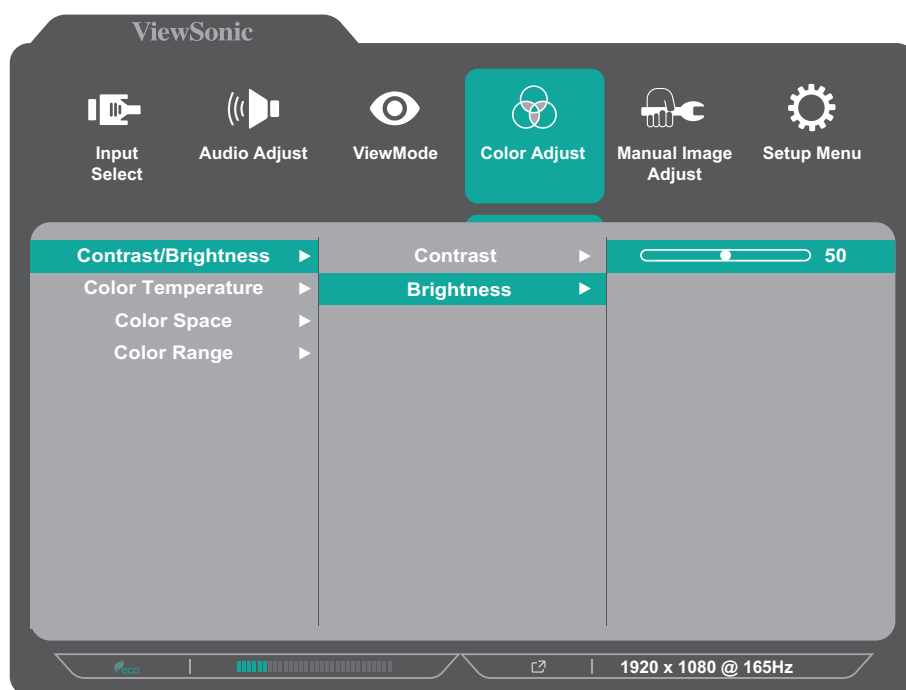 ViewSonic
Input
Select
Audio Adjust
ViewMode
Color Adjust
Manual Image
Adjust
Setup Menu
Contrast/Brightness
Contrast
50
Color Temperature
Brightness
Color Space
Color Range
eco
1920 x 1080 @ 165Hz